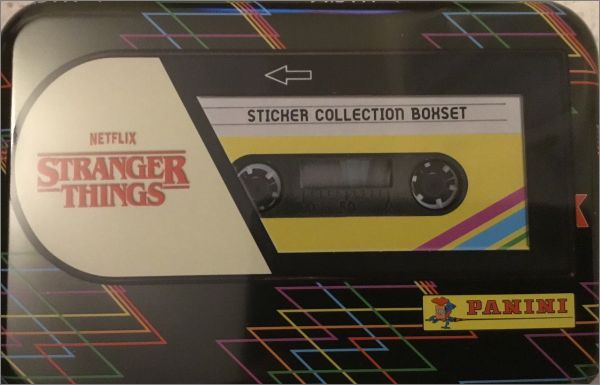 STICKER COLLECTION BOXSET
NETFLIX
STRANGER
THINGS
PANINI